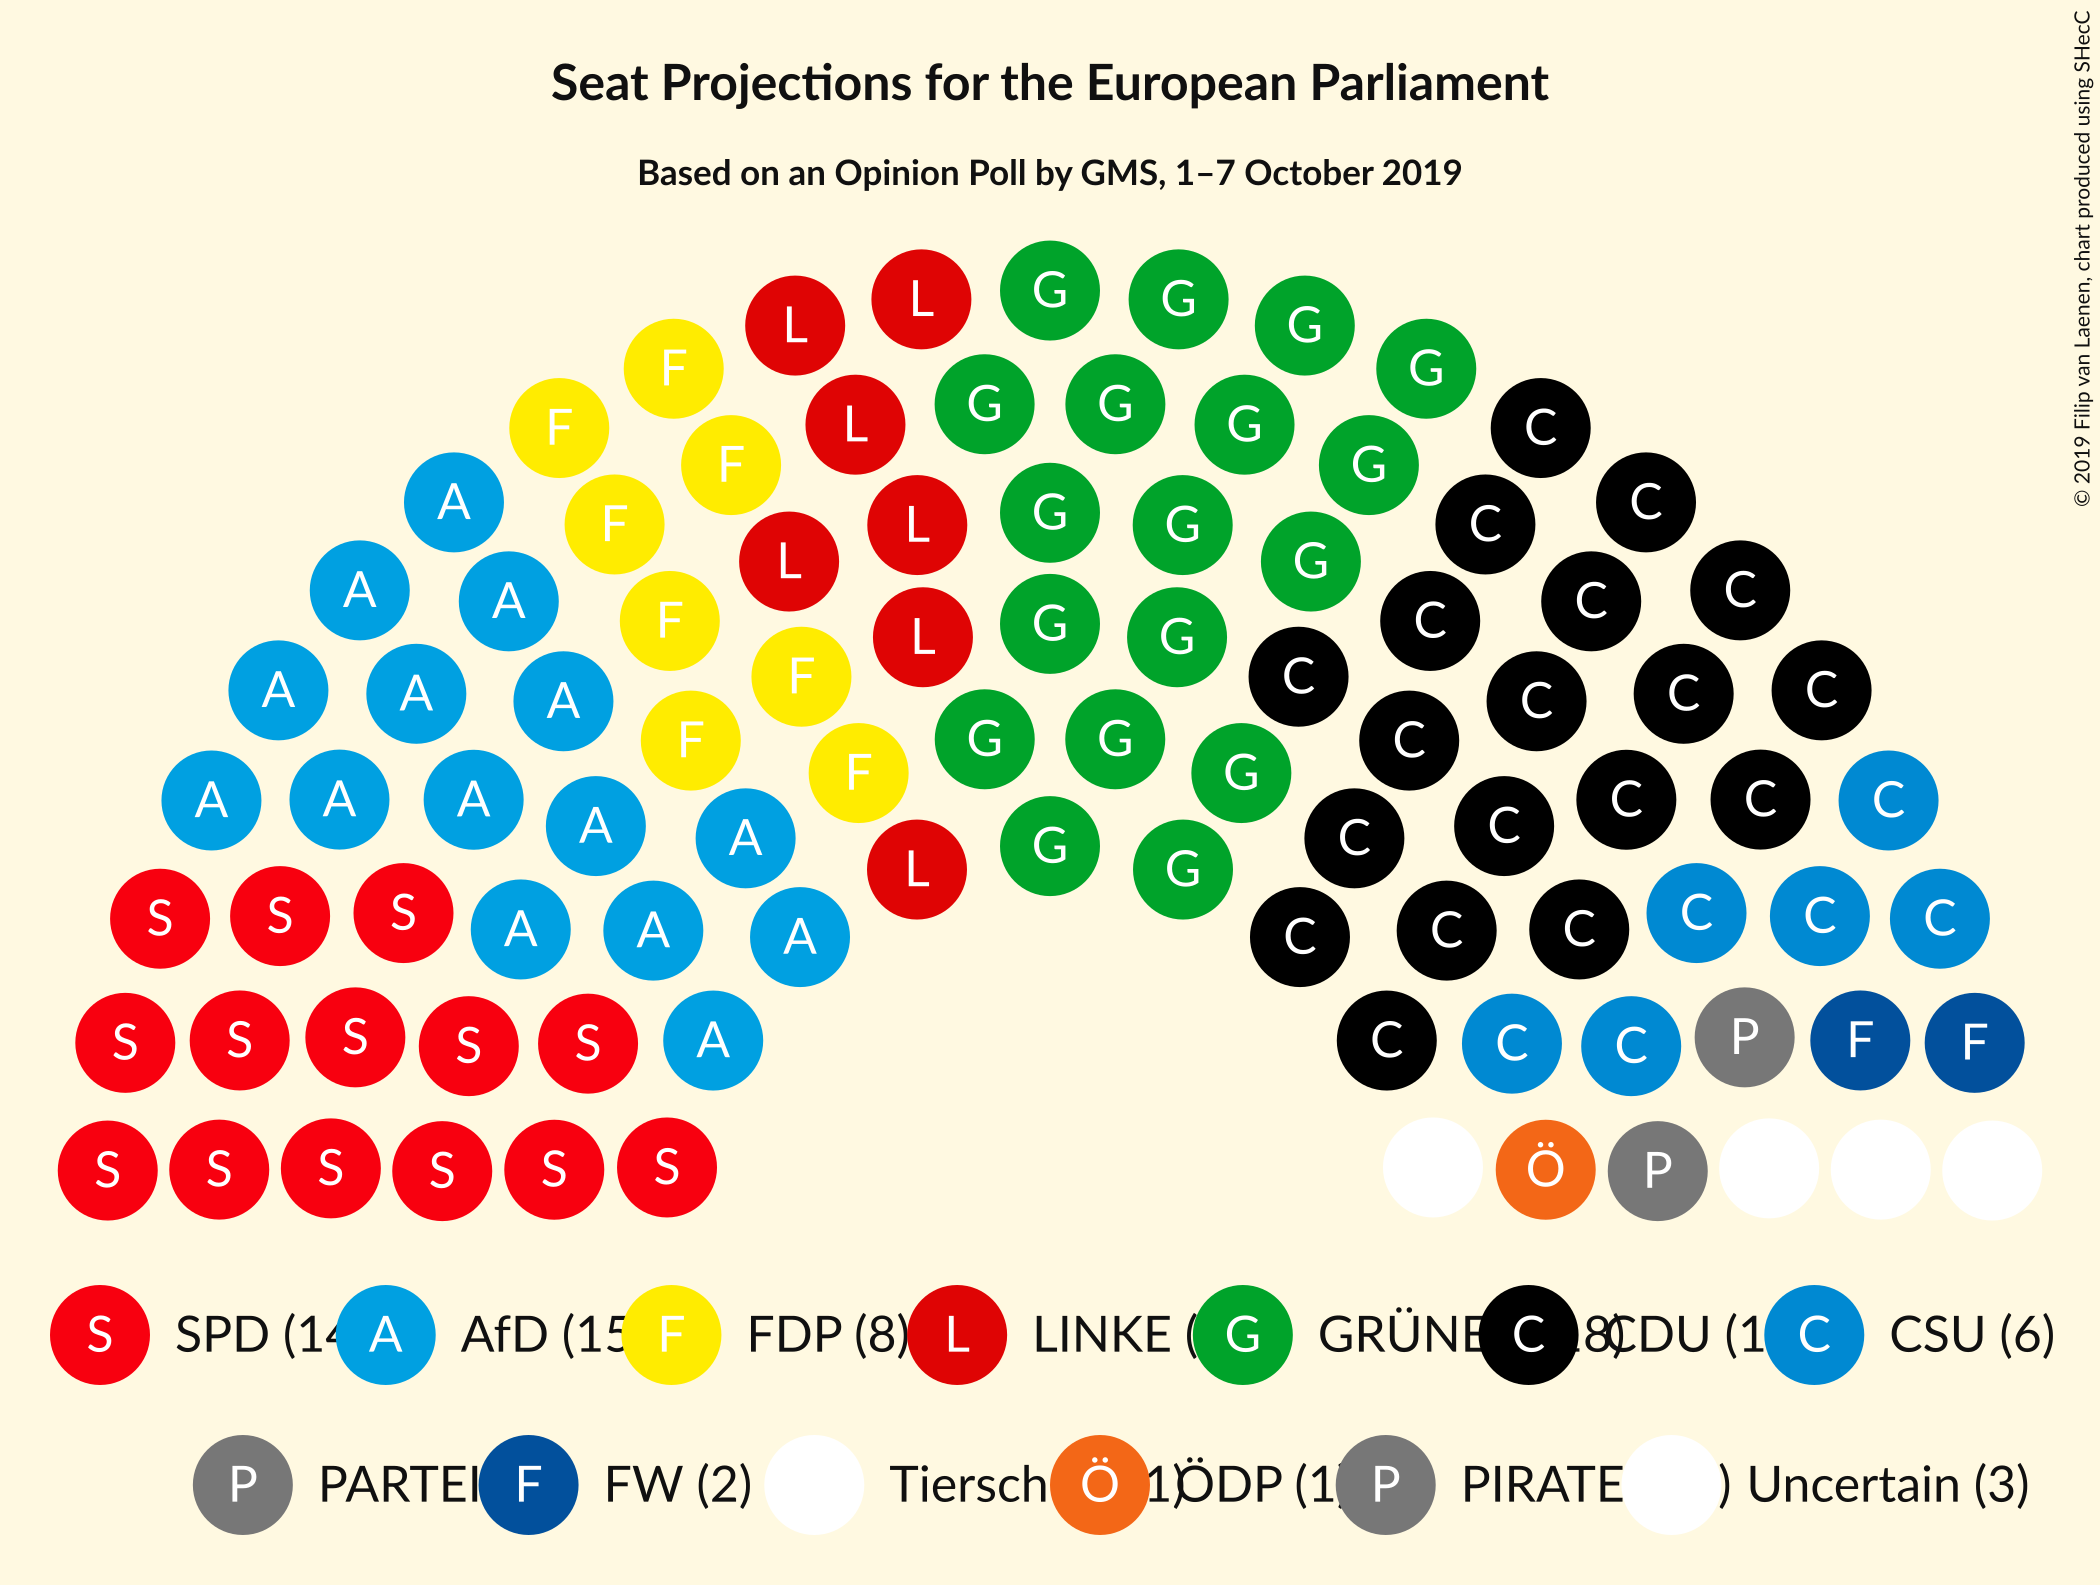 Seat Projections for the European Parliament
Based on an Opinion Poll by GMS, 1–7 October 2019
© 2019 Filip van Laenen, chart produced using SHecC
L L G G G G
F F L G G G G C
A F F L L G G G C C
A A F L G G C C C C
A A A F F G G G C C C C C
A A A A A F L G G C C C C C
S S S A A A C C C C C C
S S S S S A C C C P F F
S S S S S S Ö P
S SPD (14 A AfD (15 F FDP (8) L LINKE ( G GRÜNE C 8) CDU (1 C CSU (6)
P PARTEI F FW (2) Tiersch Ö 1) ÖDP (1 P PIRATE ) Uncertain (3)